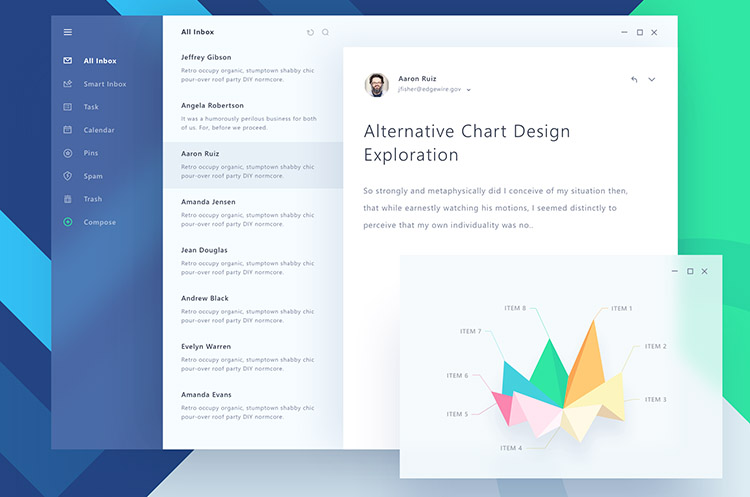 All Inbox
Smart Inbox
Task
Calendar
Pins
Spam
Trash
Compose
All Inbox
Jeffrey Gibson
Retro occupy organic, stumptown shabby chic
pour-over roof party DIY normcore.
Angela Robertson
It was a humorously perilous business for both
of us. For, before we proceed.
Aaron Ruiz
Retro occupy organic, stumptown shabby chic
pour-over roof party DIY normcore.
Amanda Jensen
Retro occupy organic, stumptown shabby chic
pour-over roof party DIY normcore.
Jean Douglas
Retro occupy organic, stumptown shabby chic
pour-over roof party DIY normcore.
Andrew Black
Retro occupy organic, stumptown shabby chic
pour-over roof party DIY normcore.
Evelyn Warren
Retro occupy organic, stumptown shabby chic
pour-over roof party DIY normcore.
Amanda Evans
Retro occupy organic, stumptown shabby chic
pour-over roof party DIY normcore.
Aaron Ruiz
jfisher@edgewire.gov
Alternative Chart Design
Exploration
So strongly and metaphysically did I conceive of my situation then,
that while earnestly watching his motions, I seemed distinctly to
perceive that my own individuality was no..
ITEM 8
ITEM 1
ITEM 7
ITEM 2
ITEM 6
ITEM 3
ITEM 5
ITEM 4